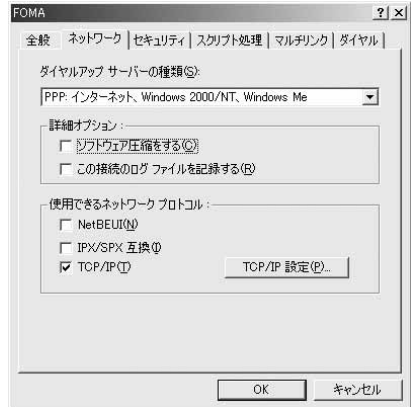 FOMA
全般 ネットワーク セキュリティ スクリプト処理 マルチリンク ダイヤル
ダイヤルアップ サーバーの種類(S):
PPP: インターネット、Windows 2000/NT、Windows Me
詳細オプション:
ソフトウェア圧縮をする(C)
この接続のログ ファイルを記録する(R)
使用できるネットワーク プロトコル:
NetBEUI(N)
IPX/SPX 互換(I)
TCP/IP(T) TCP/IP 設定(P)...
OK キャンセル